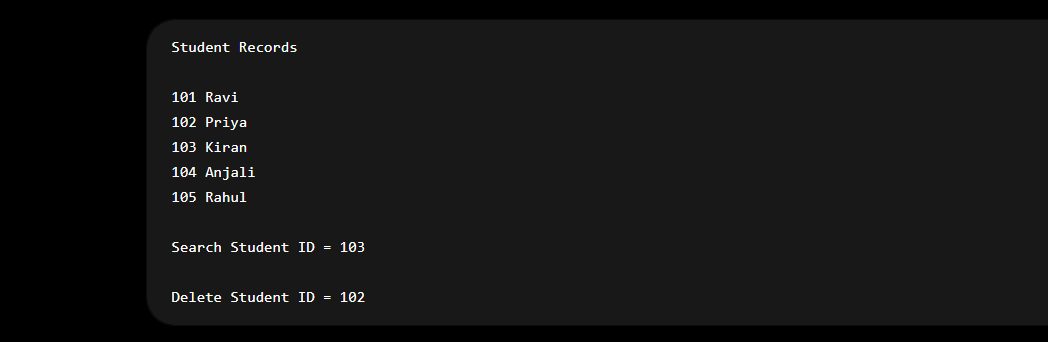 Student Records
101 Ravi
102 Priya
103 Kiran
104 Anjali
105 Rahul
Search Student ID = 103
Delete Student ID = 102